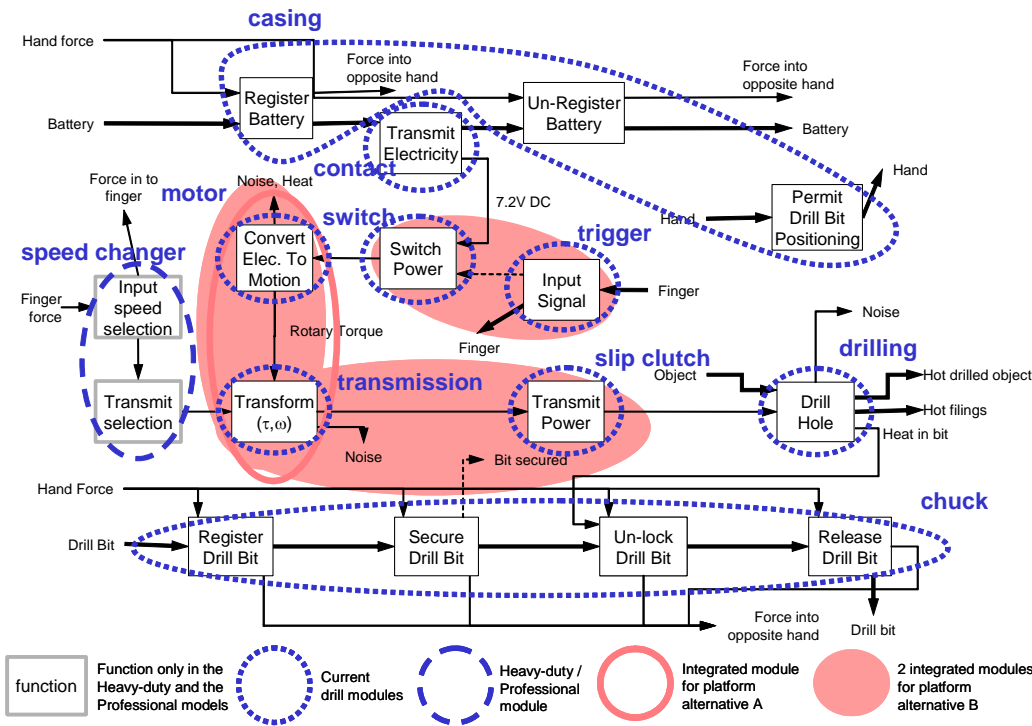 casing
Hand force
Force into
opposite hand
Force into
opposite hand
Register
Battery
Un-Register
Battery
Battery
Battery
Transmit
Electricity
contact
Hand
Force in to
finger
motor
Noise, Heat
7.2V DC
Hand
Permit
Drill Bit
Positioning
switch
trigger
speed changer
Convert
Elec. To
Motion
Switch
Power
Input
Signal
Finger
Input
speed
selection
Finger
force
Noise
Rotary Torque
Finger
slip clutch
drilling
Object
Hot drilled object
transmission
Transmit
selection
Transform
(τ,ω)
Transmit
Power
Drill
Hole
Hot filings
Heat in bit
Noise
Bit secured
Hand Force
chuck
Drill Bit
Register
Drill Bit
Secure
Drill Bit
Un-lock
Drill Bit
Release
Drill Bit
Force into
opposite hand
Drill bit
function
Function only in the
Heavy-duty and the
Professional models
Current
drill modules
Heavy-duty /
Professional
module
Integrated module
for platform
alternative A
2 integrated modules
for platform
alternative B